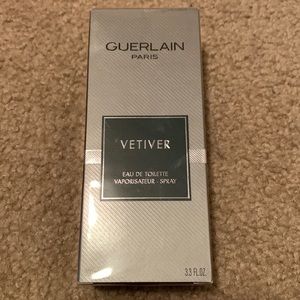 GUERLAIN
PARIS
VETIVER
EAU DE TOILETTE
VAPORISATEUR - SPRAY
3.3 FL.OZ.